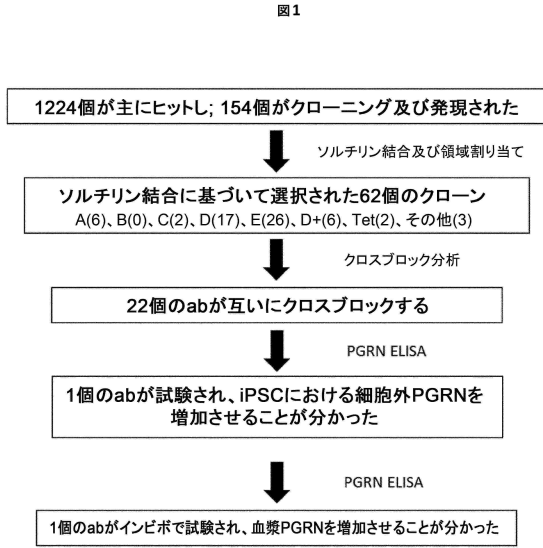 図1
1224個が主にヒットし; 154個がクローニング及び発現された
ソルチリン結合及び領域割り当て
ソルチリン結合に基づいて選択された62個のクローン
A(6)、B(0)、C(2)、D(17)、E(26)、D+(6)、Tet(2)、その他(3)
クロスブロック分析
22個のabが互いにクロスブロックする
PGRN ELISA
1個のabが試験され、iPSCにおける細胞外PGRNを
増加させることが分かった
PGRN ELISA
1個のabがインビボで試験され、血漿PGRNを増加させることが分かった